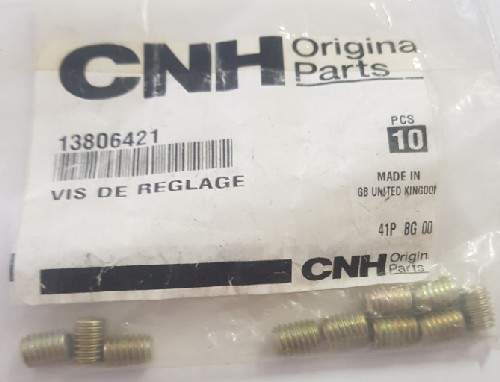 CNH Origina
Parts
13806421
PCS
10
VIS DE REGLAGE
MADE IN
GB UNITED KINGDO
41P 8G 00
CNH Origin
Parts